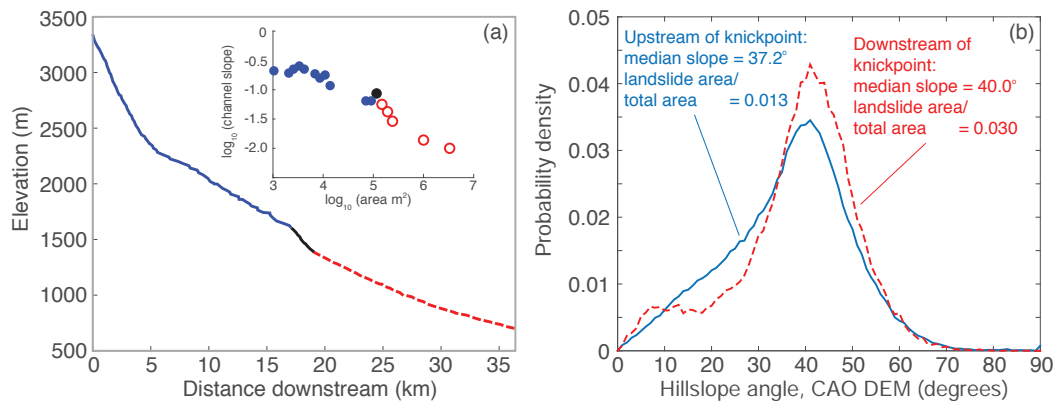 (a)
3500
3000
2500
2000
1500
1000
500
Elevation (m)
0
5
10
15
20
25
30
35
Distance downstream (km)
0
-0.5
-1.0
-1.5
-2.0
log10 (channel slope)
3
4
5
6
7
log10 (area m2)
(b)
Upstream of knickpoint:
median slope = 37.2°
landslide area/
total area = 0.013
Downstream of
knickpoint:
median slope = 40.0°
landslide area/
total area = 0.030
0.05
0.04
0.03
0.02
0.01
0
Probability density
0
10
20
30
40
50
60
70
80
90
Hillslope angle, CAO DEM (degrees)